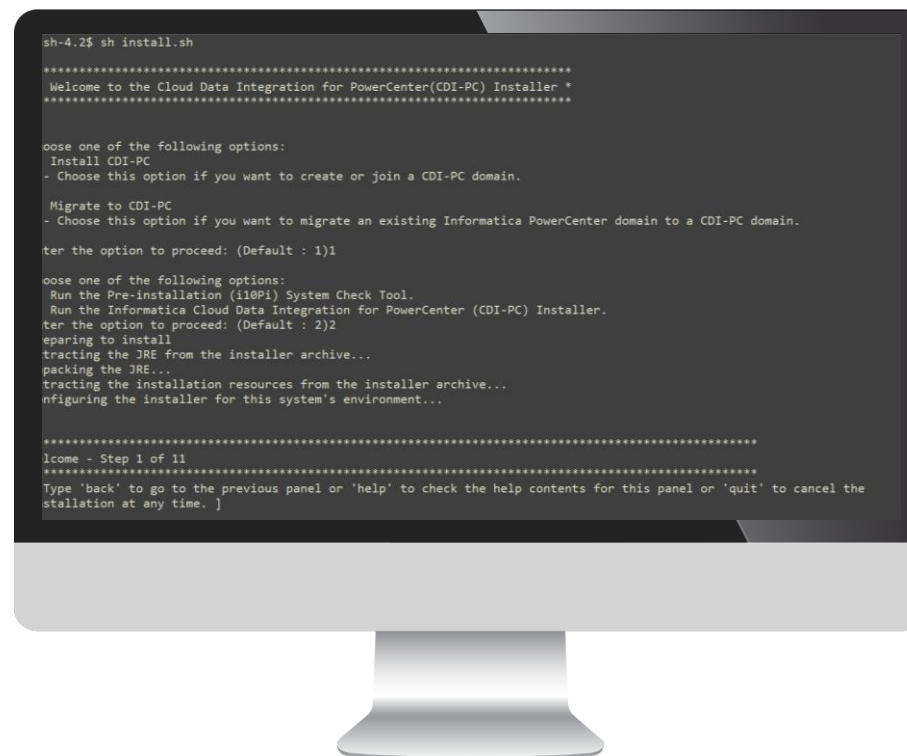 sh-4.2$ sh install.sh
**************************************************************************
Welcome to the Cloud Data Integration for PowerCenter(CDI-PC) Installer *
**************************************************************************
oose one of the following options:
Install CDI-PC
- Choose this option if you want to create or join a CDI-PC domain.
Migrate to CDI-PC
- Choose this option if you want to migrate an existing Informatica PowerCenter domain to a CDI-PC domain.
ter the option to proceed: (Default : 1)1
oose one of the following options:
Run the Pre-installation (i10Pi) System Check Tool.
Run the Informatica Cloud Data Integration for PowerCenter (CDI-PC) Installer.
ter the option to proceed: (Default : 2)2
eparing to install
tracting the JRE from the installer archive...
packing the JRE...
tracting the installation resources from the installer archive...
nfiguring the installer for this system's environment...
****************************************************************************************************
lcome - Step 1 of 11
****************************************************************************************************
Type 'back' to go to the previous panel or 'help' to check the help contents for this panel or 'quit' to cancel the
stallation at any time. ]